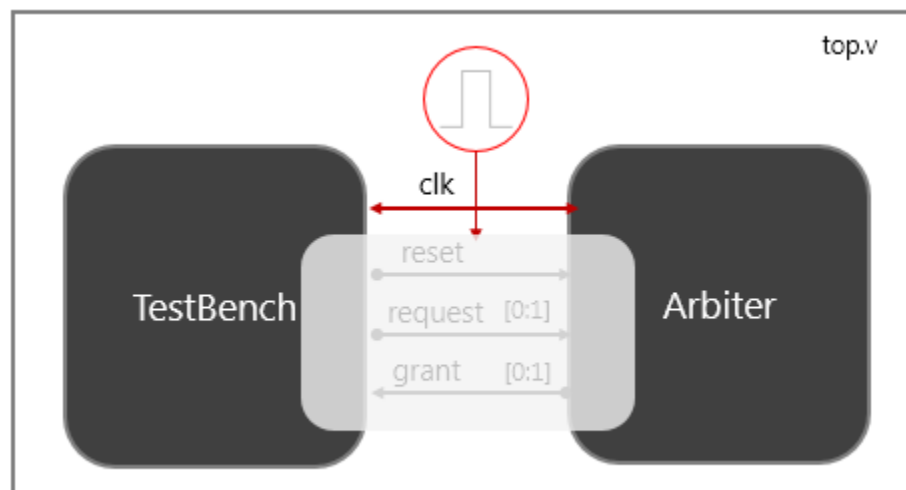 top.v
clk
reset
TestBench
request [0:1]
Arbiter
grant [0:1]